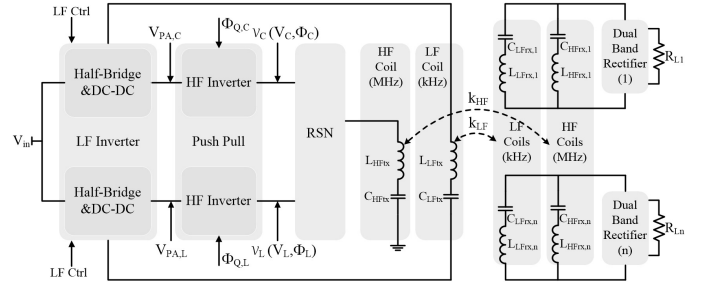 LF Ctrl
V_PA,C
Φ_Q,C
v_C (V_C,Φ_C)
Half-Bridge
&DC-DC
HF Inverter
V_in
LF Inverter
Push Pull
RSN
Half-Bridge
&DC-DC
HF Inverter
LF Ctrl
V_PA,L
Φ_Q,L
v_L (V_L,Φ_L)
HF
Coil
(MHz)
LF
Coil
(kHz)
L_HFtx
C_HFtx
L_LFtx
C_LFtx
k_HF
k_LF
C_LFrx,1
L_LFrx,1
C_HFrx,1
L_HFrx,1
Dual
Band
Rectifier
(1)
R_L1
LF
Coils
(kHz)
HF
Coils
(MHz)
C_LFrx,n
L_LFrx,n
C_HFrx,n
L_HFrx,n
Dual
Band
Rectifier
(n)
R_Ln